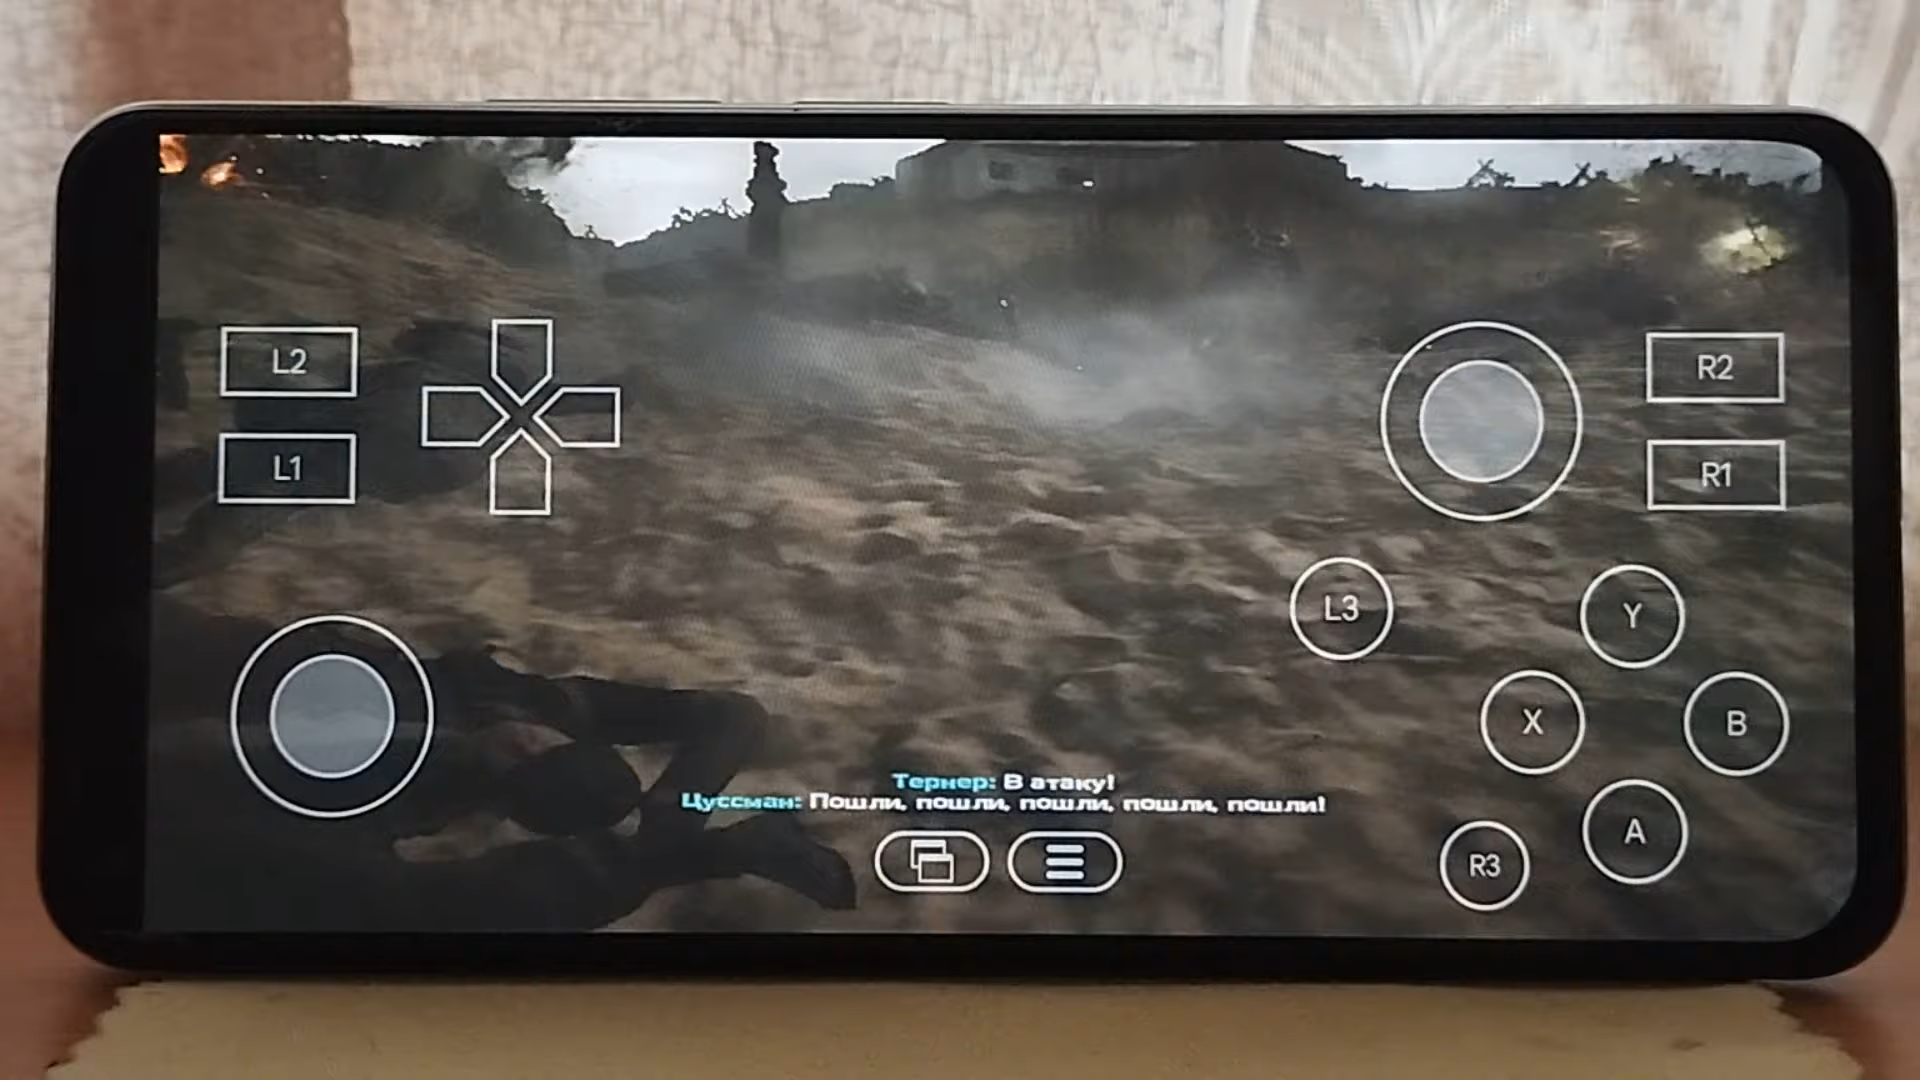 L2
R2
L1
R1
L3
Y
X
B
Тернер: В атаку!
Цуссман: Пошли, пошли, пошли, пошли, пошли!
A
R3